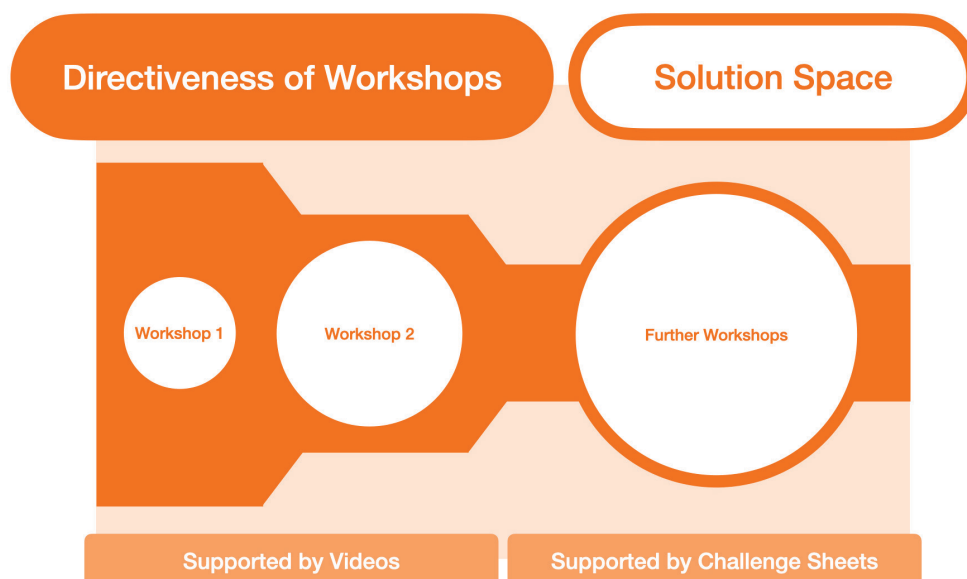 Directiveness of Workshops
Solution Space
Workshop 1
Workshop 2
Further Workshops
Supported by Videos
Supported by Challenge Sheets